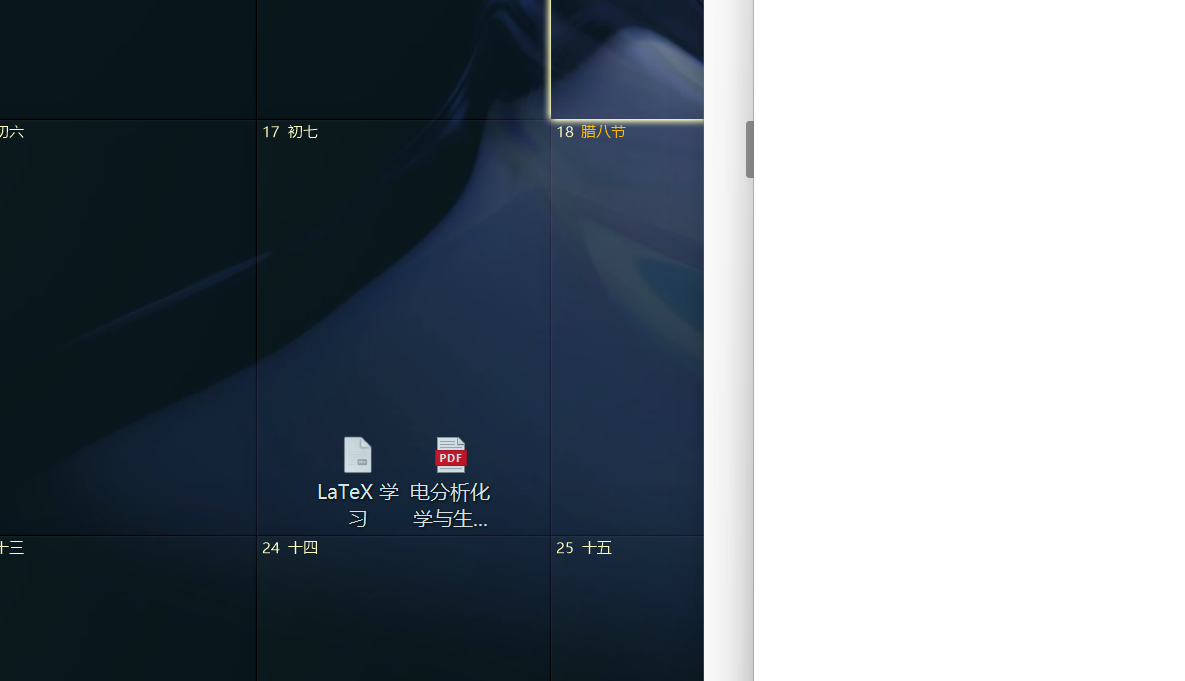 初六
17 初七
18 腊八节
PDF
LaTeX 学
习
电分析化
学与生...
十三
24 十四
25 十五